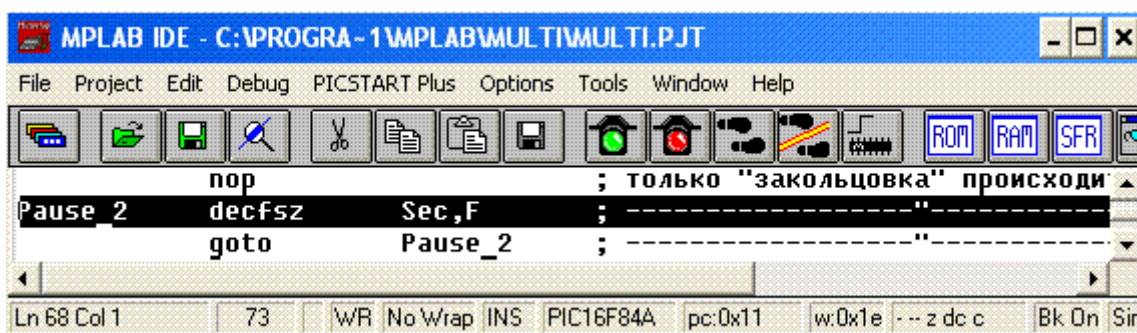 MPLAB IDE - C:\PROGRA~1\MPLAB\MULTI\MULTI.PJT
File Project Edit Debug PICSTART Plus Options Tools Window Help
ROM RAM SFR
nop ; только "закольцовка" происходи
Pause_2 decfsz Sec,F ; ------------------"-----------
goto Pause_2 ; ------------------"-----------
Ln 68 Col 1 73 WR No Wrap INS PIC16F84A pc:0x11 w:0x1e - -- z dc c Bk On Sin